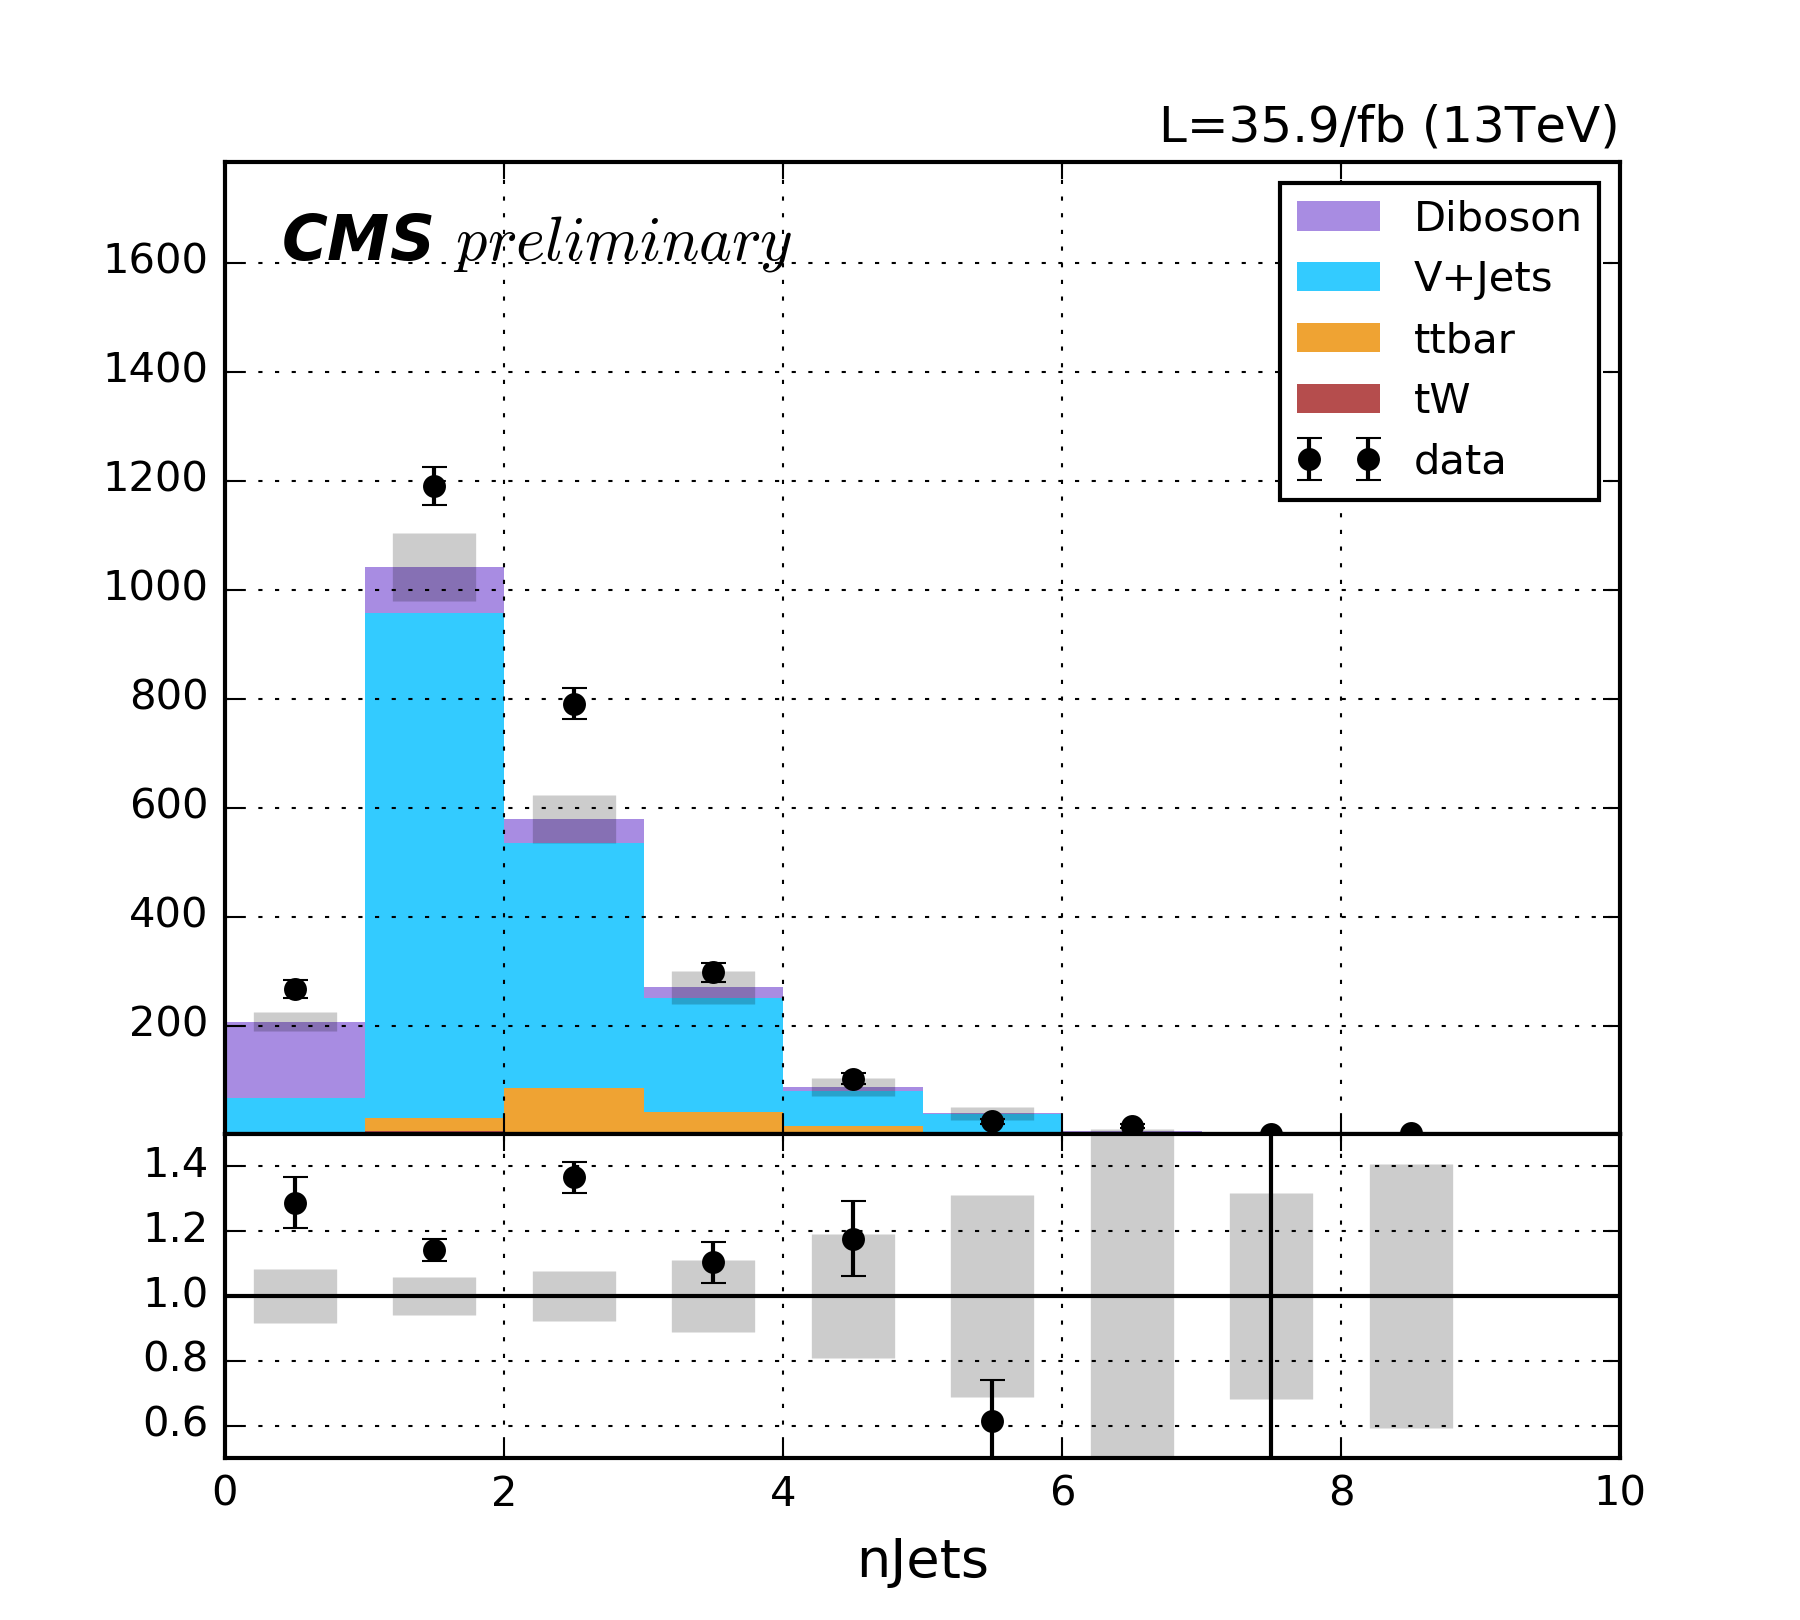 L=35.9/fb (13TeV)
CMS preliminary
Diboson
V+Jets
ttbar
tW
data
1600
1400
1200
1000
800
600
400
200
1.4
1.2
1.0
0.8
0.6
0 2 4 6 8 10
nJets